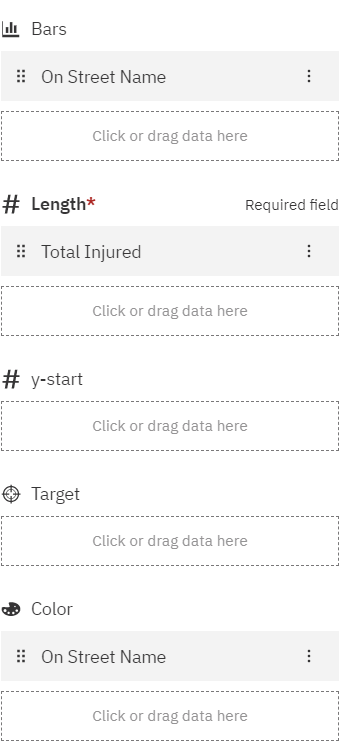 Bars
On Street Name
Click or drag data here
Length* Required field
Total Injured
Click or drag data here
y-start
Click or drag data here
Target
Click or drag data here
Color
On Street Name
Click or drag data here